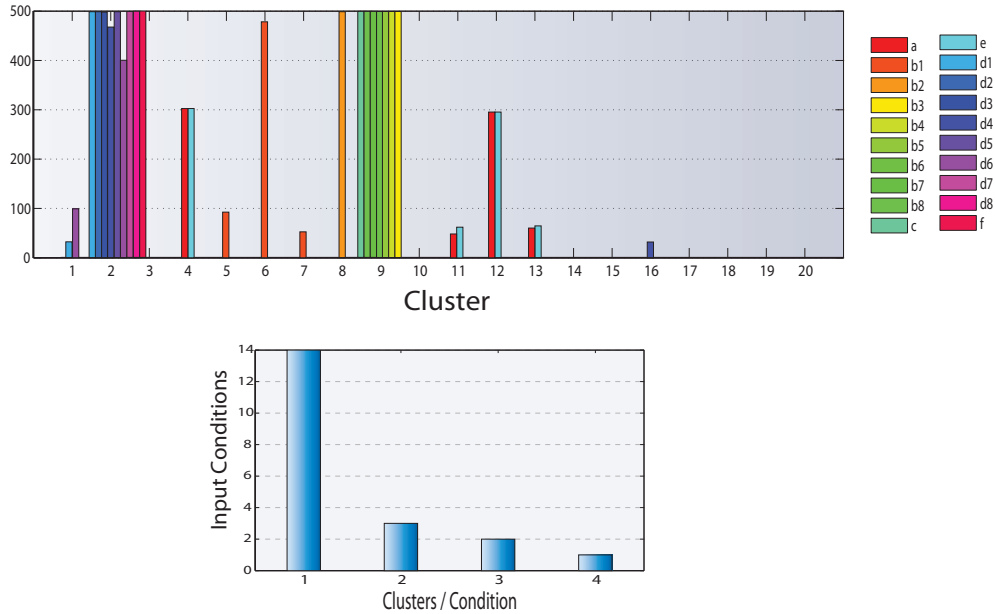 500
400
300
200
100
0
1 2 3 4 5 6 7 8 9 10 11 12 13 14 15 16 17 18 19 20
Cluster
a
b1
b2
b3
b4
b5
b6
b7
b8
c
e
d1
d2
d3
d4
d5
d6
d7
d8
f
Input Conditions
14
12
10
8
6
4
2
0
1 2 3 4
Clusters / Condition